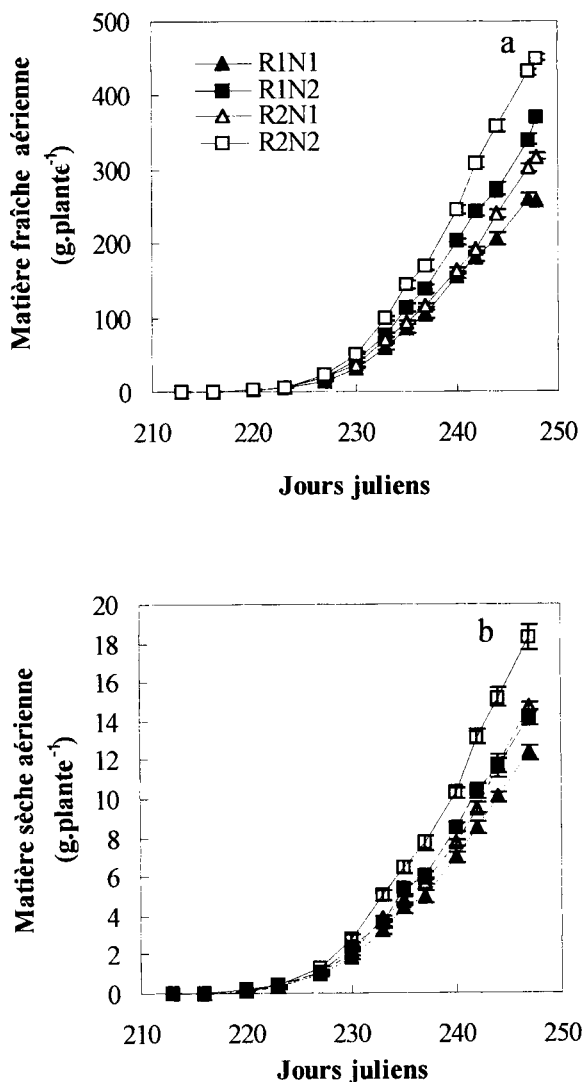 500
400
300
200
100
0
Matière fraîche aérienne
(g.plante⁻¹)
a
R1N1
R1N2
R2N1
R2N2
210 220 230 240 250
Jours juliens
20
18
16
14
12
10
8
6
4
2
0
Matière sèche aérienne
(g.plante⁻¹)
b
210 220 230 240 250
Jours juliens